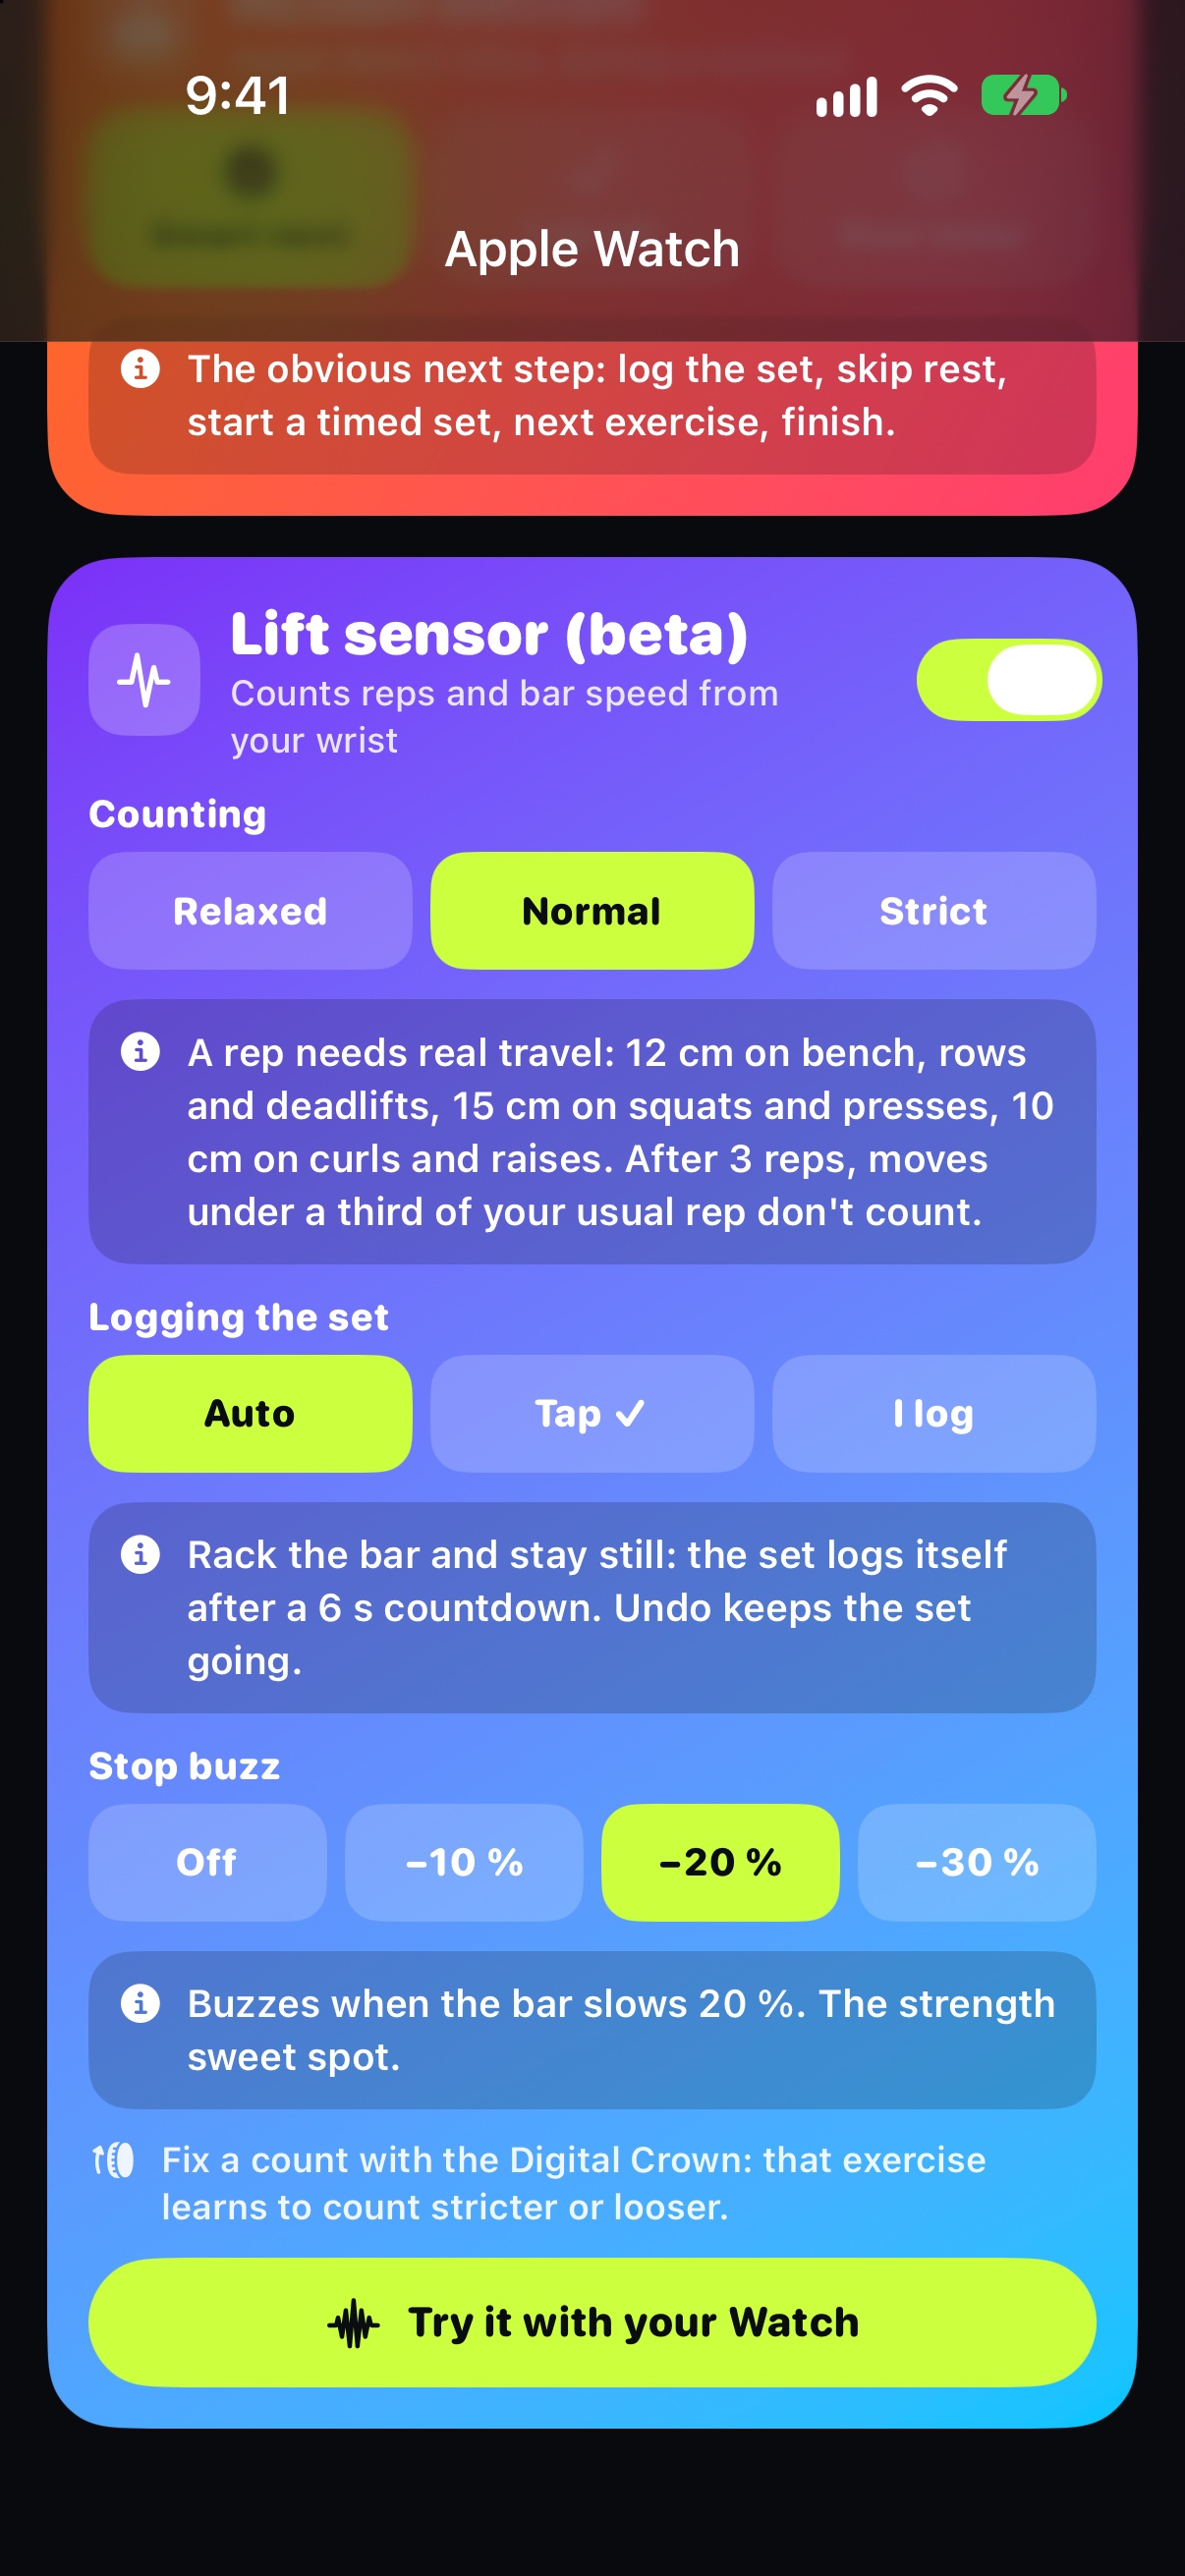 9:41
Apple Watch
The obvious next step: log the set, skip rest,
start a timed set, next exercise, finish.
Lift sensor (beta)
Counts reps and bar speed from
your wrist
Counting
Relaxed
Normal
Strict
A rep needs real travel: 12 cm on bench, rows
and deadlifts, 15 cm on squats and presses, 10
cm on curls and raises. After 3 reps, moves
under a third of your usual rep don't count.
Logging the set
Auto
Tap ✓
I log
Rack the bar and stay still: the set logs itself
after a 6 s countdown. Undo keeps the set
going.
Stop buzz
Off
–10 %
–20 %
–30 %
Buzzes when the bar slows 20 %. The strength
sweet spot.
Fix a count with the Digital Crown: that exercise
learns to count stricter or looser.
Try it with your Watch